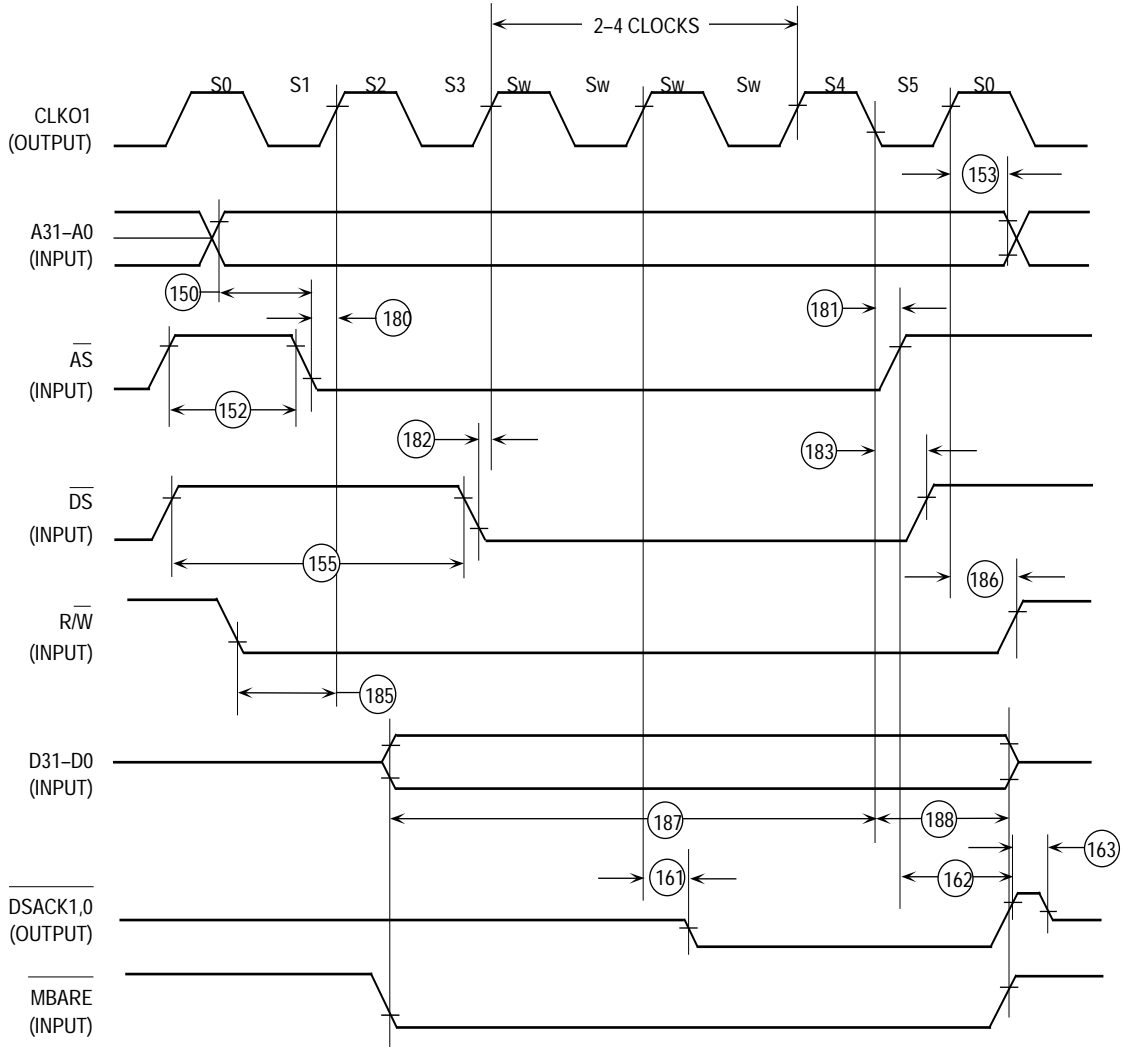 2–4 CLOCKS
S0 S1 S2 S3 Sw Sw Sw Sw S4 S5 S0
CLKO1
(OUTPUT)
153
A31–A0
(INPUT)
150
180
181
AS
(INPUT)
152
182
183
DS
(INPUT)
155
186
R/W
(INPUT)
185
D31–D0
(INPUT)
187
188
163
161
162
DSACK1,0
(OUTPUT)
MBARE
(INPUT)